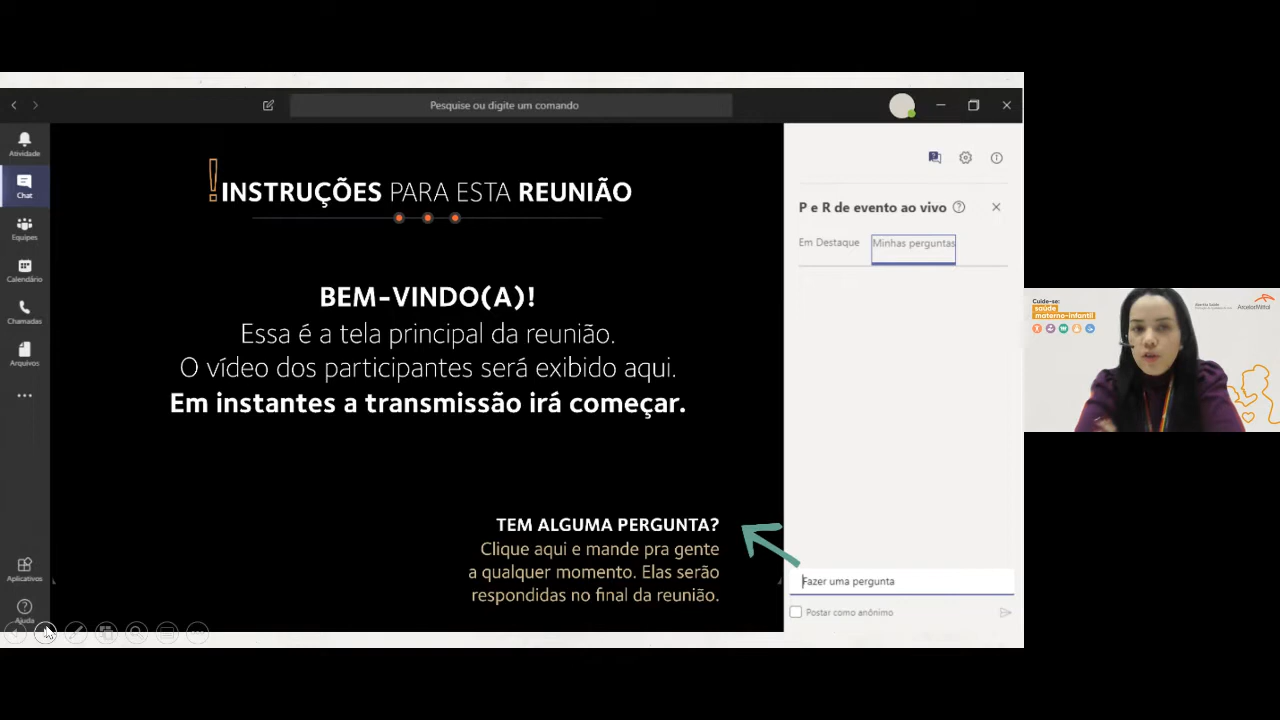 Pesquise ou digite um comando
Atividade
Chat
Equipes
Calendário
Chamadas
Arquivos
Aplicativos
Ajuda
!INSTRUÇÕES PARA ESTA REUNIÃO
BEM-VINDO(A)!
Essa é a tela principal da reunião.
O vídeo dos participantes será exibido aqui.
Em instantes a transmissão irá começar.
TEM ALGUMA PERGUNTA?
Clique aqui e mande pra gente
a qualquer momento. Elas serão
respondidas no final da reunião.
P e R de evento ao vivo
Em Destaque
Minhas perguntas
Fazer uma pergunta
Postar como anônimo
Cuide-se:
saúde
materno-infantil
ArcelorMittal